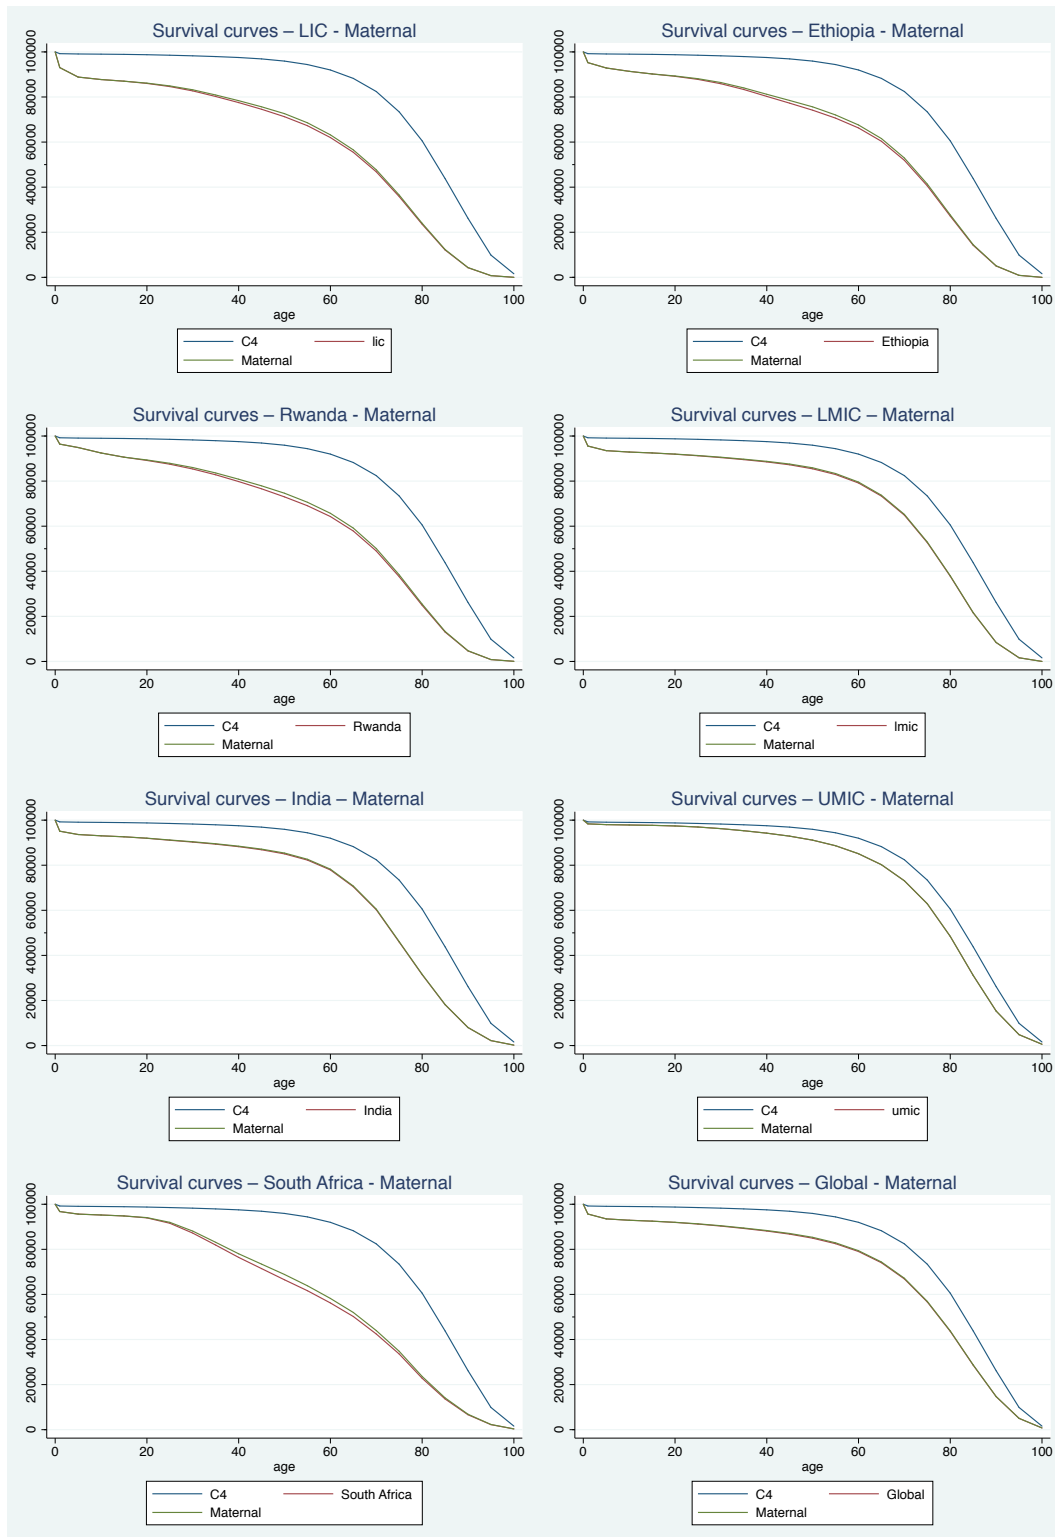 Survival curves – LIC - Maternal
100000
80000
60000
40000
20000
0
0 20 40 60 80 100
age
C4 lic
Maternal
Survival curves – Ethiopia - Maternal
100000
80000
60000
40000
20000
0
0 20 40 60 80 100
age
C4 Ethiopia
Maternal
Survival curves – Rwanda - Maternal
100000
80000
60000
40000
20000
0
0 20 40 60 80 100
age
C4 Rwanda
Maternal
Survival curves – LMIC – Maternal
100000
80000
60000
40000
20000
0
0 20 40 60 80 100
age
C4 lmic
Maternal
Survival curves – India – Maternal
100000
80000
60000
40000
20000
0
0 20 40 60 80 100
age
C4 India
Maternal
Survival curves – UMIC - Maternal
100000
80000
60000
40000
20000
0
0 20 40 60 80 100
age
C4 umic
Maternal
Survival curves – South Africa - Maternal
100000
80000
60000
40000
20000
0
0 20 40 60 80 100
age
C4 South Africa
Maternal
Survival curves – Global - Maternal
100000
80000
60000
40000
20000
0
0 20 40 60 80 100
age
C4 Global
Maternal